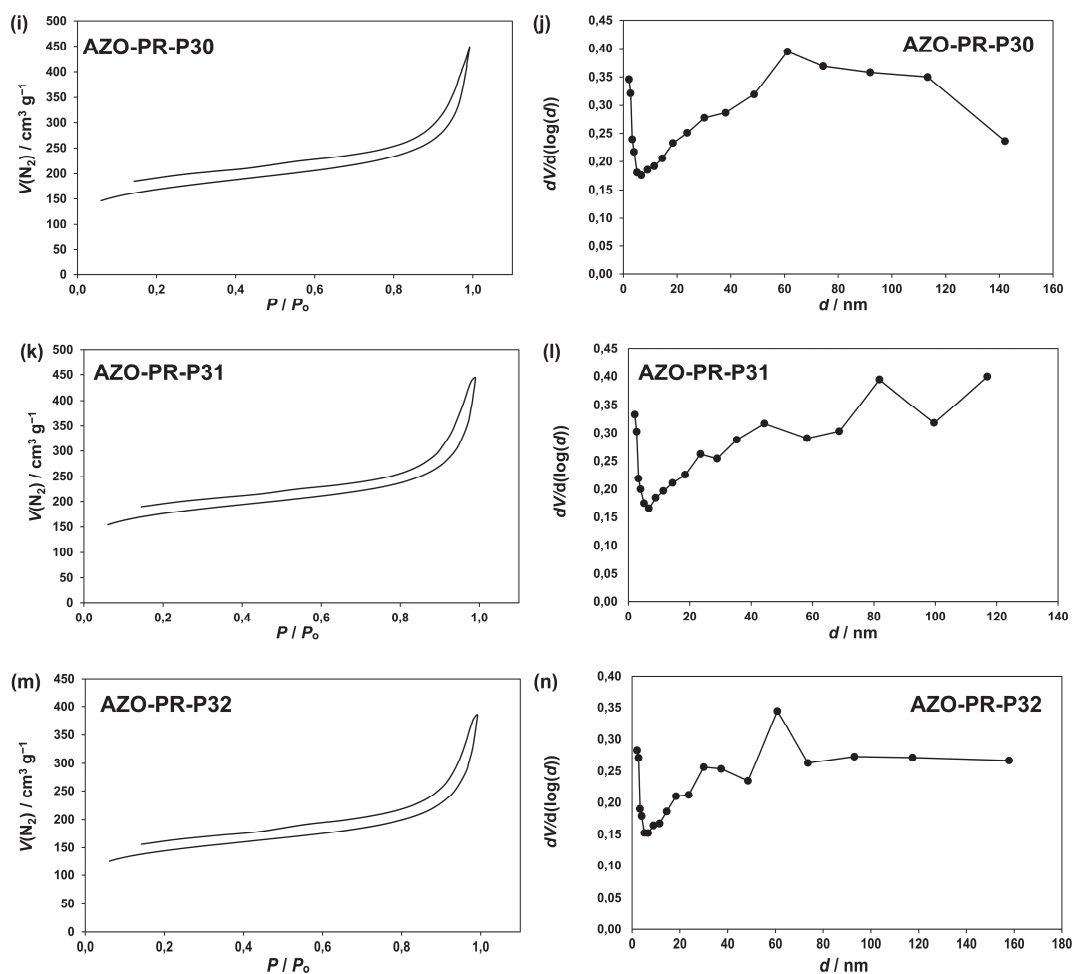 (i)
AZO-PR-P30
V(N₂) / cm³ g⁻¹
500
450
400
350
300
250
200
150
100
50
0
0,0 0,2 0,4 0,6 0,8 1,0
P / Pₒ
(j)
AZO-PR-P30
dV/d(log(d))
0,45
0,40
0,35
0,30
0,25
0,20
0,15
0,10
0,05
0,00
0 20 40 60 80 100 120 140 160
d / nm
(k)
AZO-PR-P31
V(N₂) / cm³ g⁻¹
500
450
400
350
300
250
200
150
100
50
0
0,0 0,2 0,4 0,6 0,8 1,0
P / Pₒ
(l)
AZO-PR-P31
dV/d(log(d))
0,45
0,40
0,35
0,30
0,25
0,20
0,15
0,10
0,05
0,00
0 20 40 60 80 100 120 140
d / nm
(m)
AZO-PR-P32
V(N₂) / cm³ g⁻¹
450
400
350
300
250
200
150
100
50
0
0,0 0,2 0,4 0,6 0,8 1,0
P / Pₒ
(n)
AZO-PR-P32
dV/d(log(d))
0,40
0,35
0,30
0,25
0,20
0,15
0,10
0,05
0,00
0 20 40 60 80 100 120 140 160 180
d / nm